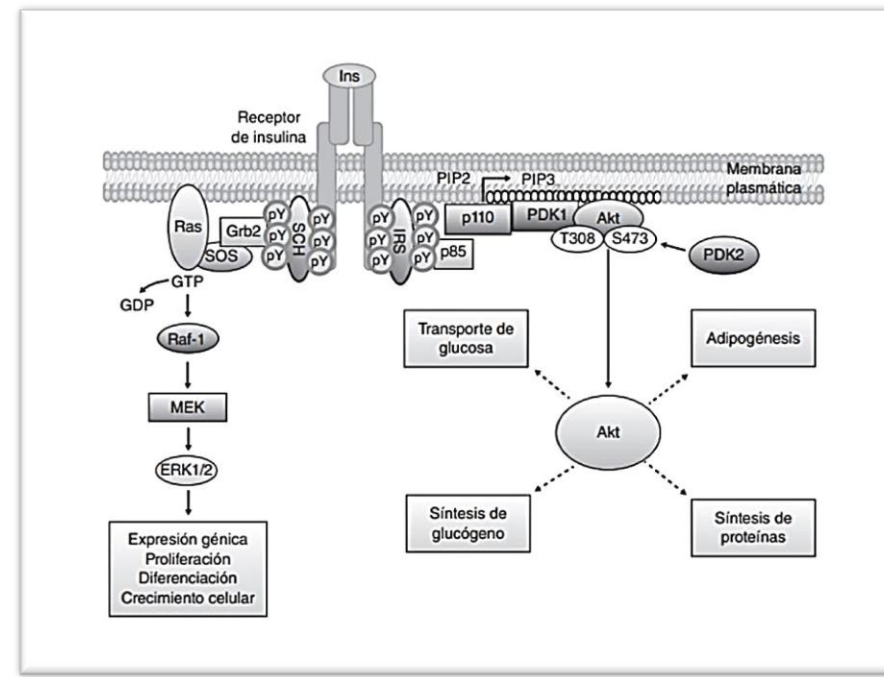 Ins
Receptor
de insulina
Membrana
plasmática
PIP2
PIP3
Ras
Grb2
SOS
pY
pY
pY
SCH
pY
pY
pY
pY
pY
pY
IRS
pY
pY
pY
p85
p110
PDK1
Akt
T308
S473
PDK2
GTP
GDP
Raf-1
MEK
ERK1/2
Expresión génica
Proliferación
Diferenciación
Crecimiento celular
Transporte de
glucosa
Adipogénesis
Akt
Síntesis de
glucógeno
Síntesis de
proteínas